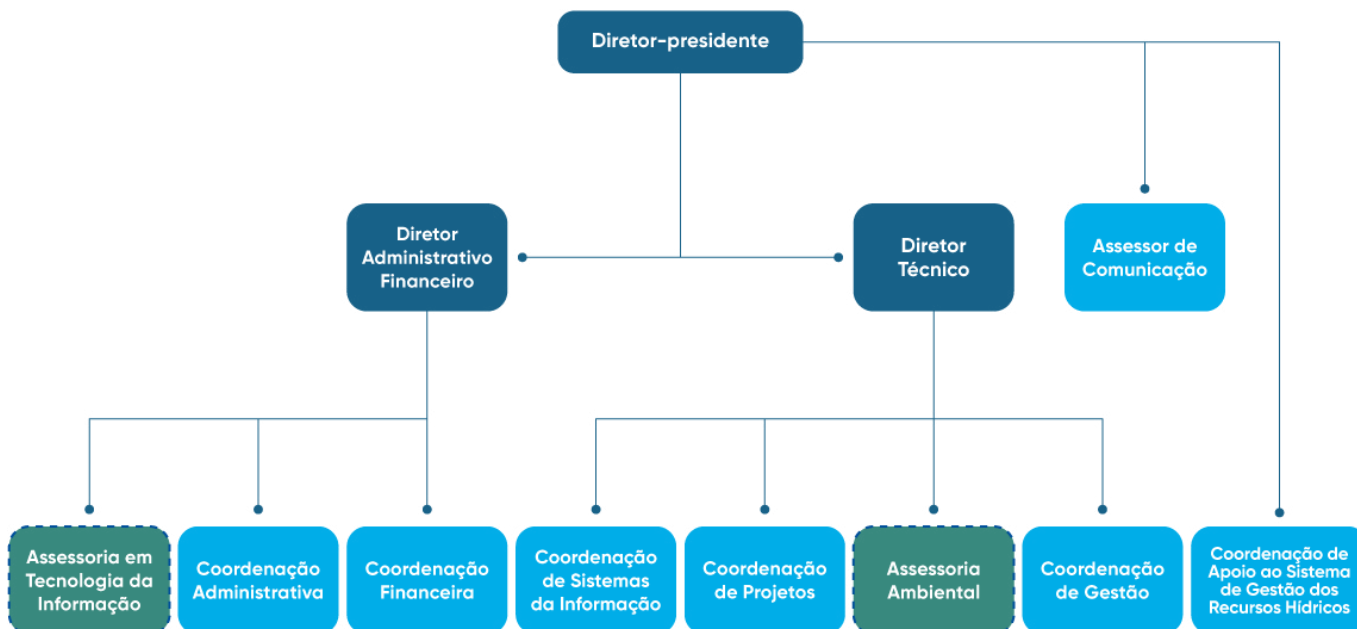 Diretor-presidente
Diretor
Administrativo
Financeiro
Diretor
Técnico
Assessor de
Comunicação
Assessoria em
Tecnologia da
Informação
Coordenação
Administrativa
Coordenação
Financeira
Coordenação
de Sistemas
da Informação
Coordenação
de Projetos
Assessoria
Ambiental
Coordenação
de Gestão
Coordenação de
Apoio ao Sistema
de Gestão dos
Recursos Hídricos